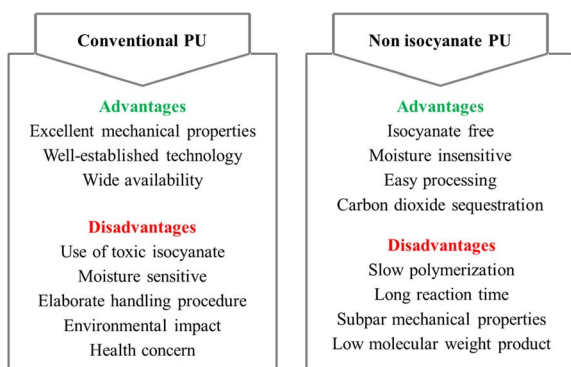 Conventional PU
Advantages
Excellent mechanical properties
Well-established technology
Wide availability
Disadvantages
Use of toxic isocyanate
Moisture sensitive
Elaborate handling procedure
Environmental impact
Health concern
Non isocyanate PU
Advantages
Isocyanate free
Moisture insensitive
Easy processing
Carbon dioxide sequestration
Disadvantages
Slow polymerization
Long reaction time
Subpar mechanical properties
Low molecular weight product